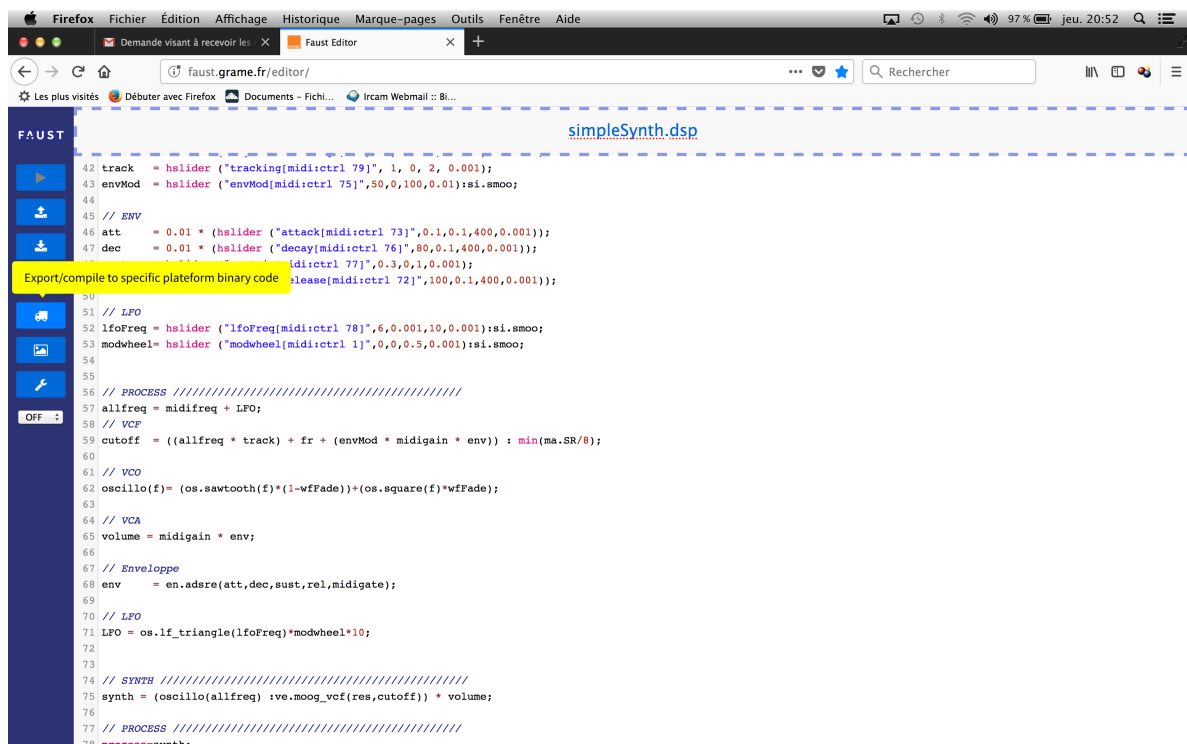 Firefox Fichier Édition Affichage Historique Marque-pages Outils Fenêtre Aide 97 % jeu. 20:52
Demande visant à recevoir les Faust Editor
faust.grame.fr/editor/ Rechercher
Les plus visités Débuter avec Firefox Documents - Fichi... Ircam Webmail :: Bi...
FAUST
simpleSynth.dsp
42 track = hslider ("tracking[midi:ctrl 79]", 1, 0, 2, 0.001);
43 envMod = hslider ("envMod[midi:ctrl 75]",50,0,100,0.01):si.smoo;
44
45 // ENV
46 att = 0.01 * (hslider ("attack[midi:ctrl 73]",0.1,0.1,400,0.001));
47 dec = 0.01 * (hslider ("decay[midi:ctrl 76]",80,0.1,400,0.001));
idi:ctrl 77]",0.3,0,1,0.001);
Export/compile to specific plateform binary code
elease[midi:ctrl 72]",100,0.1,400,0.001));
50
51 // LFO
52 lfoFreq = hslider ("lfoFreq[midi:ctrl 78]",6,0.001,10,0.001):si.smoo;
53 modwheel= hslider ("modwheel[midi:ctrl 1]",0,0,0.5,0.001):si.smoo;
54
55
56 // PROCESS ////////////////////////////////////////////
57 allfreq = midifreq + LFO;
58 // VCF
59 cutoff = ((allfreq * track) + fr + (envMod * midigain * env)) : min(ma.SR/8);
60
61 // VCO
62 oscillo(f)= (os.sawtooth(f)*(1-wfFade))+(os.square(f)*wfFade);
63
64 // VCA
65 volume = midigain * env;
66
67 // Enveloppe
68 env = en.adsre(att,dec,sust,rel,midigate);
69
70 // LFO
71 LFO = os.lf_triangle(lfoFreq)*modwheel*10;
72
73
74 // SYNTH ///////////////////////////////////////////////
75 synth = (oscillo(allfreq) :ve.moog_vcf(res,cutoff)) * volume;
76
77 // PROCESS ////////////////////////////////////////////
78 process=synth;
OFF